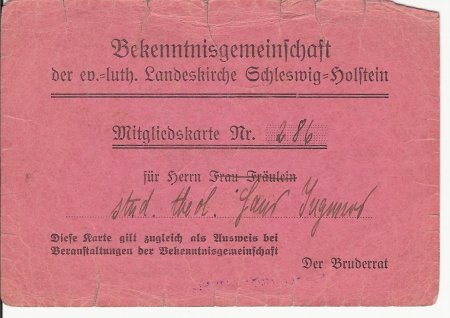 Bekenntnisgemeinschaft
der ev.=luth. Landeskirche Schleswig=Holstein
Mitgliedskarte Nr. 286
für Herrn Frau Fräulein
stud. theol. Hans
Diese Karte gilt zugleich als Ausweis bei
Veranstaltungen der Bekenntnisgemeinschaft
Der Bruderrat